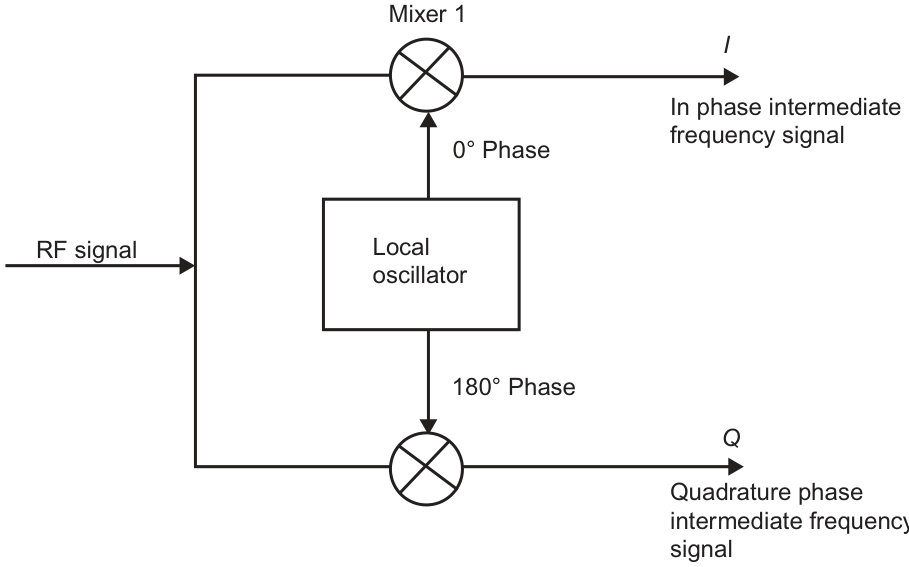 Mixer 1
I
In phase intermediate
frequency signal
0° Phase
RF signal
Local
oscillator
180° Phase
Q
Quadrature phase
intermediate frequency
signal